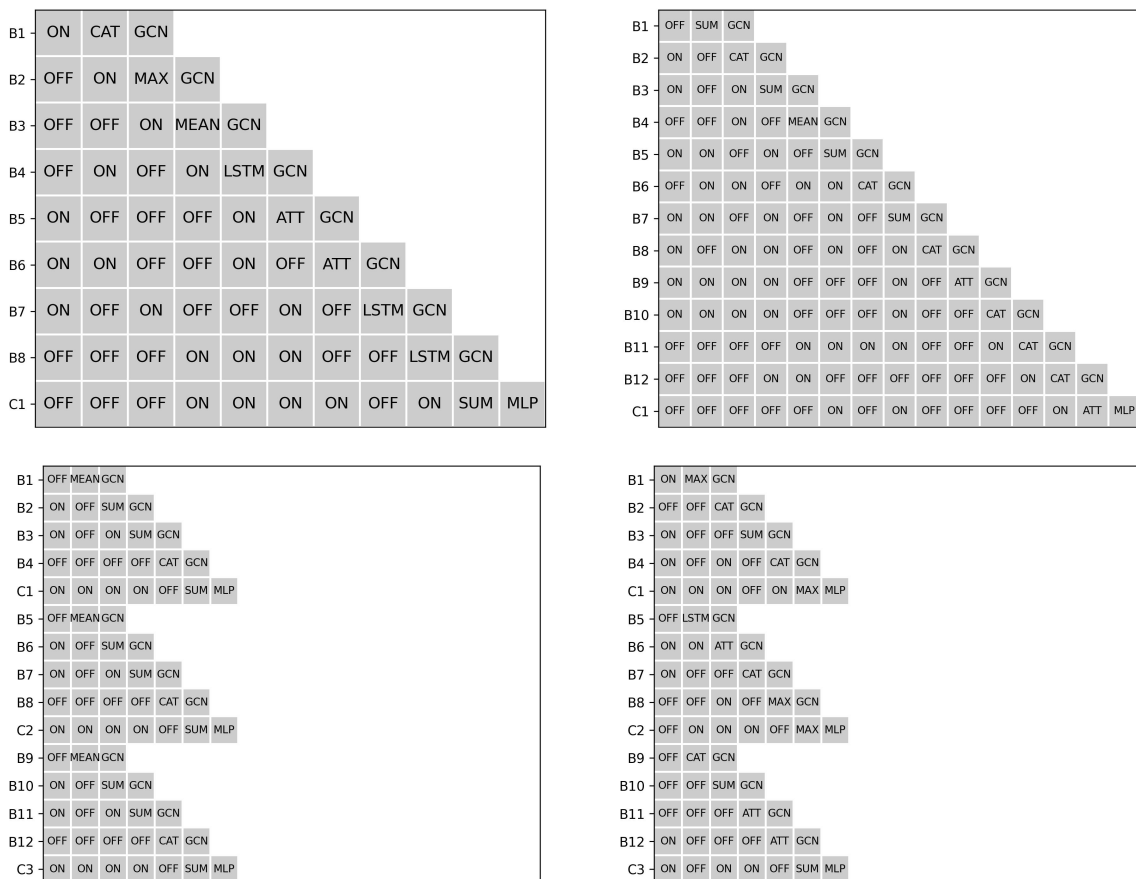 B1 ON CAT GCN
B2 OFF ON MAX GCN
B3 OFF OFF ON MEAN GCN
B4 OFF ON OFF ON LSTM GCN
B5 ON OFF OFF OFF ON ATT GCN
B6 ON ON OFF OFF ON OFF ATT GCN
B7 ON OFF ON OFF OFF ON OFF LSTM GCN
B8 OFF OFF OFF ON ON ON OFF OFF LSTM GCN
C1 OFF OFF OFF ON ON ON ON OFF ON SUM MLP
B1 OFF SUM GCN
B2 ON OFF CAT GCN
B3 ON OFF ON SUM GCN
B4 OFF OFF ON OFF MEAN GCN
B5 ON ON OFF ON OFF SUM GCN
B6 OFF ON ON OFF ON ON CAT GCN
B7 ON ON OFF ON OFF ON OFF SUM GCN
B8 ON OFF ON ON OFF ON OFF ON CAT GCN
B9 ON ON ON OFF OFF OFF ON OFF ATT GCN
B10 ON ON ON ON OFF OFF OFF ON OFF OFF CAT GCN
B11 OFF OFF OFF OFF ON ON ON ON OFF OFF ON CAT GCN
B12 OFF OFF OFF ON ON OFF OFF OFF OFF OFF OFF ON CAT GCN
C1 OFF OFF OFF OFF OFF ON OFF ON OFF OFF OFF OFF ON ATT MLP
B1 OFF MEAN GCN
B2 ON OFF SUM GCN
B3 ON OFF ON SUM GCN
B4 OFF OFF OFF OFF CAT GCN
C1 ON ON ON ON OFF SUM MLP
B5 OFF MEAN GCN
B6 ON OFF SUM GCN
B7 ON OFF ON SUM GCN
B8 OFF OFF OFF OFF CAT GCN
C2 ON ON ON ON OFF SUM MLP
B9 OFF MEAN GCN
B10 ON OFF SUM GCN
B11 ON OFF ON SUM GCN
B12 OFF OFF OFF OFF CAT GCN
C3 ON ON ON ON OFF SUM MLP
B1 ON MAX GCN
B2 OFF OFF CAT GCN
B3 ON OFF OFF SUM GCN
B4 ON OFF ON OFF CAT GCN
C1 ON ON ON OFF ON MAX MLP
B5 OFF LSTM GCN
B6 ON ON ATT GCN
B7 ON OFF OFF CAT GCN
B8 OFF OFF ON OFF MAX GCN
C2 OFF ON ON ON OFF MAX MLP
B9 OFF CAT GCN
B10 OFF OFF SUM GCN
B11 OFF OFF OFF ATT GCN
B12 ON OFF OFF OFF ATT GCN
C3 ON OFF ON ON OFF SUM MLP